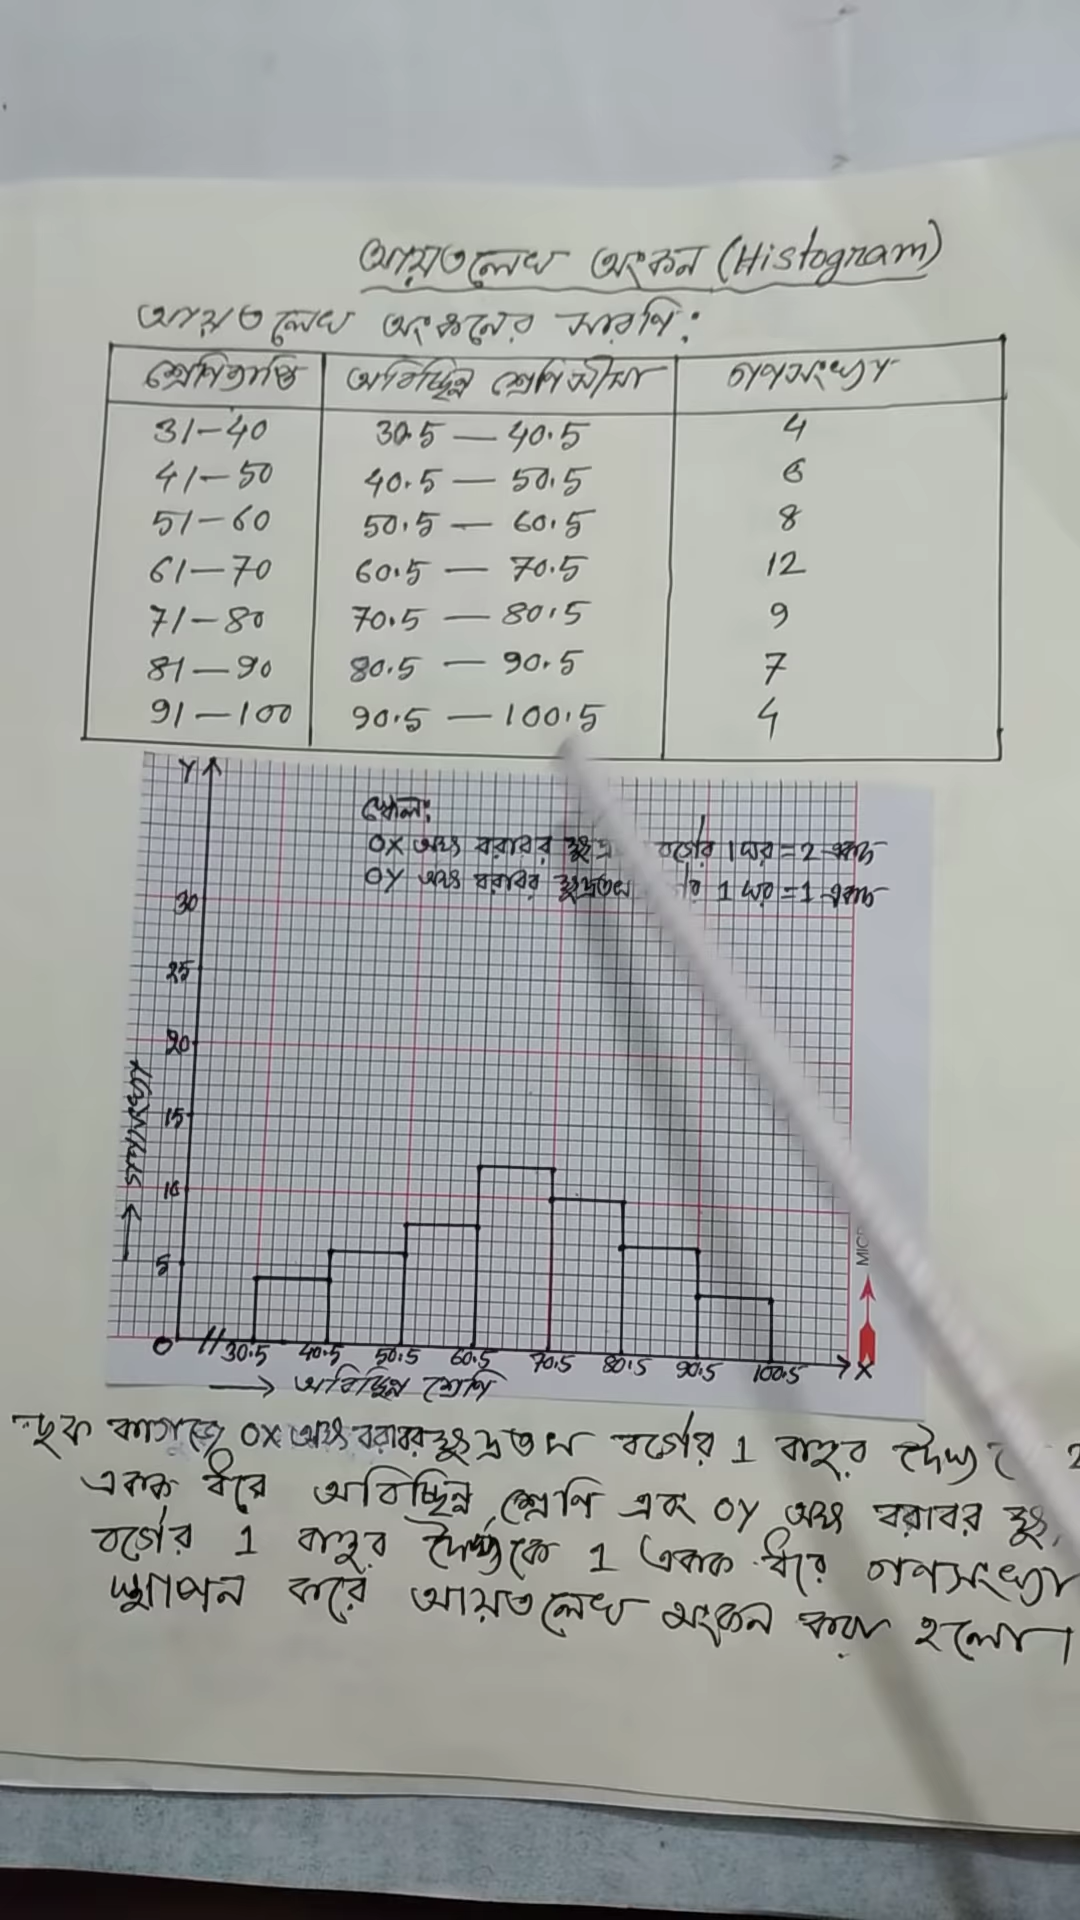 আয়তলেখ অংকন (Histogram)
আয়তলেখ অংকনের সারণি:
শ্রেণিব্যাপ্তি অবিচ্ছিন্ন শ্রেণিসীমা গণসংখ্যা
31-40 30.5 — 40.5 4
41-50 40.5 — 50.5 6
51-60 50.5 — 60.5 8
61-70 60.5 — 70.5 12
71-80 70.5 — 80.5 9
81-90 80.5 — 90.5 7
91-100 90.5 — 100.5 4
Y
স্কেল:
OX অক্ষ বরাবর বর্গের 1 ঘর = 2 একক
OY অক্ষ বরাবর ক্ষুদ্রতম 1 ঘর = 1 একক
30
25
20
15
10
5
0
গণসংখ্যা
30.5 40.5 50.5 60.5 70.5 80.5 90.5 100.5 X
অবিচ্ছিন্ন শ্রেণি
MIC
ছক কাগজে OX অক্ষ বরাবর ক্ষুদ্রতম বর্গের 1 বাহুর
একক ধরে অবিচ্ছিন্ন শ্রেণি এবং OY অক্ষ বরাবর
বর্গের 1 বাহুর দৈর্ঘ্যকে 1 একক ধরে গণসংখ্যা
স্থাপন করে আয়তলেখ অংকন করা হলো।